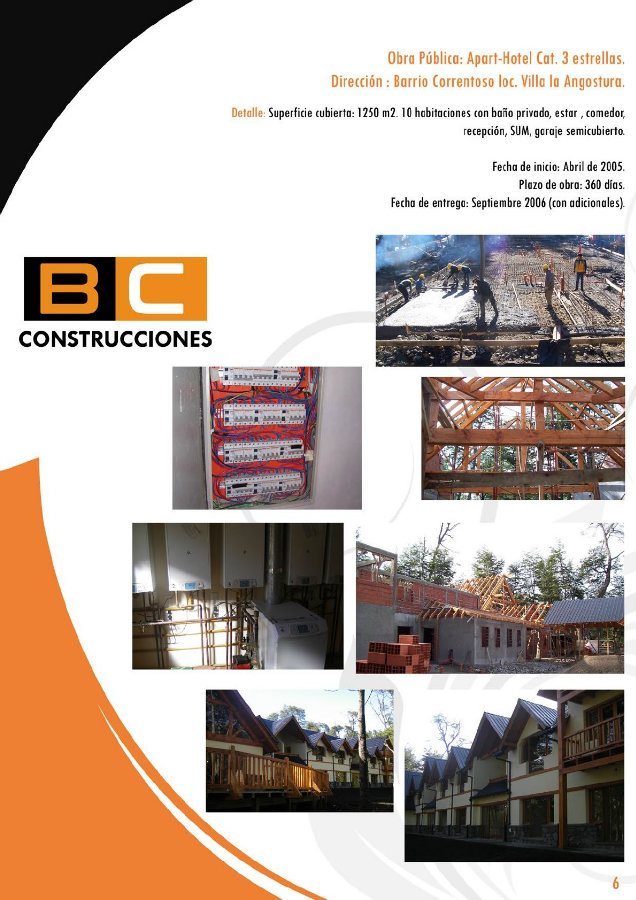 Obra Pública: Apart-Hotel Cat. 3 estrellas.
Dirección : Barrio Correntoso loc. Villa la Angostura.
Detalle: Superficie cubierta: 1250 m2. 10 habitaciones con baño privado, estar , comedor,
recepción, SUM, garaje semicubierto.
Fecha de inicio: Abril de 2005.
Plazo de obra: 360 días.
Fecha de entrega: Septiembre 2006 (con adicionales).
BC
CONSTRUCCIONES
6